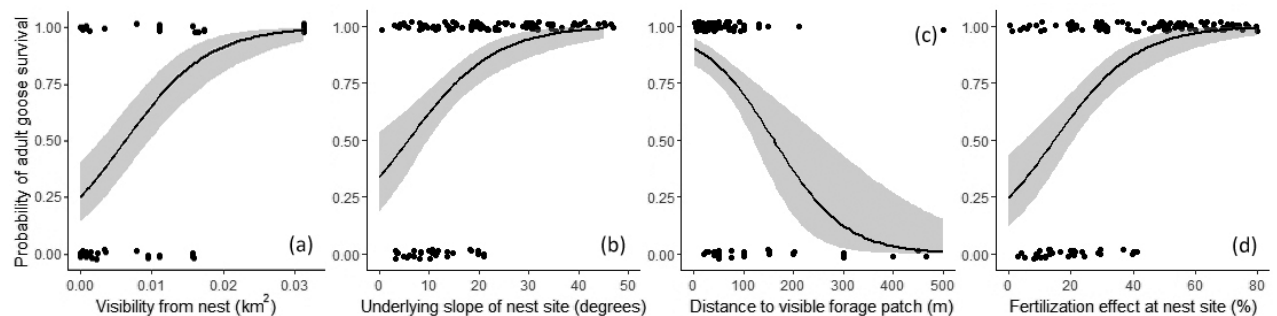 Probability of adult goose survival
1.00
0.75
0.50
0.25
0.00
(a)
0.00 0.01 0.02 0.03
Visibility from nest (km²)
1.00
0.75
0.50
0.25
0.00
(b)
0 10 20 30 40 50
Underlying slope of nest site (degrees)
1.00
0.75
0.50
0.25
0.00
(c)
0 100 200 300 400 500
Distance to visible forage patch (m)
1.00
0.75
0.50
0.25
0.00
(d)
0 20 40 60 80
Fertilization effect at nest site (%)